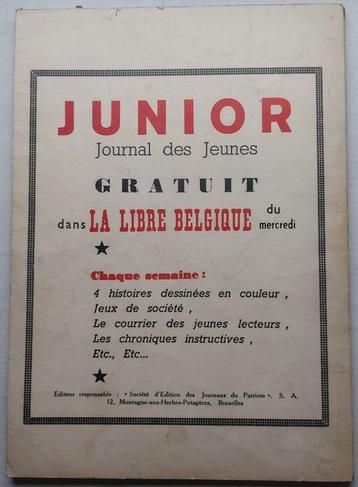 JUNIOR
Journal des Jeunes
GRATUIT
dans LA LIBRE BELGIQUE du mercredi
Chaque semaine :
4 histoires dessinées en couleur ,
Jeux de société ,
Le courrier des jeunes lecteurs ,
Les chroniques instructives ,
Etc., Etc...
Editeur responsable : « Société d'Edition des Journaux du Patriote », S. A.
12, Montagne-aux-Herbes-Potagères, Bruxelles